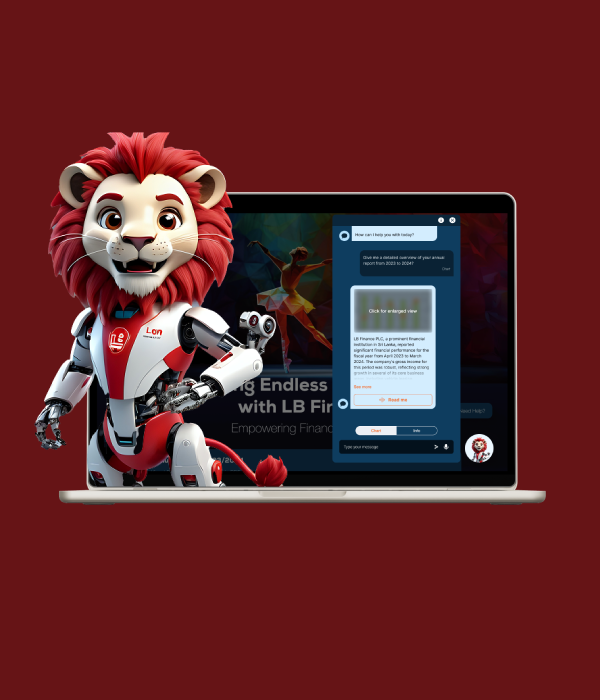 How can I help you with today?
Give me a detailed overview of your annual
report from 2023 to 2024?
Click for enlarged view
LB Finance PLC, a prominent financial
institution in Sri Lanka, reported
significant financial performance for the
fiscal year from April 2023 to March
2024. The company's gross income for
this period was robust, reflecting strong
growth in several of its core business.
See more
Read me
Chart
Info
Type your message
need Help?
ng Endless
with LB Fin
Empowering Financ
LB